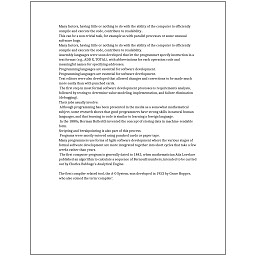 Many factors, having little or nothing to do with the ability of the computer to efficiently
compile and execute the code, contribute to readability.
This can be a non-trivial task, for example as with parallel processes or some unusual
software bugs.
Many factors, having little or nothing to do with the ability of the computer to efficiently
compile and execute the code, contribute to readability.
Assembly languages were soon developed that let the programmer specify instruction in a
text format (e.g., ADD X, TOTAL), with abbreviations for each operation code and
meaningful names for specifying addresses.
Programming languages are essential for software development.
Programming languages are essential for software development.
Text editors were also developed that allowed changes and corrections to be made much
more easily than with punched cards.
The first step in most formal software development processes is requirements analysis,
followed by testing to determine value modeling, implementation, and failure elimination
(debugging).
Their jobs usually involve:
Although programming has been presented in the media as a somewhat mathematical
subject, some research shows that good programmers have strong skills in natural human
languages, and that learning to code is similar to learning a foreign language.
In the 1880s, Herman Hollerith invented the concept of storing data in machine-readable
form.
Scripting and breakpointing is also part of this process.
Programs were mostly entered using punched cards or paper tape.
Many programmers use forms of Agile software development where the various stages of
formal software development are more integrated together into short cycles that take a few
weeks rather than years.
The first computer program is generally dated to 1843, when mathematician Ada Lovelace
published an algorithm to calculate a sequence of Bernoulli numbers, intended to be carried
out by Charles Babbage's Analytical Engine.
The first compiler related tool, the A-0 System, was developed in 1952 by Grace Hopper,
who also coined the term 'compiler'.